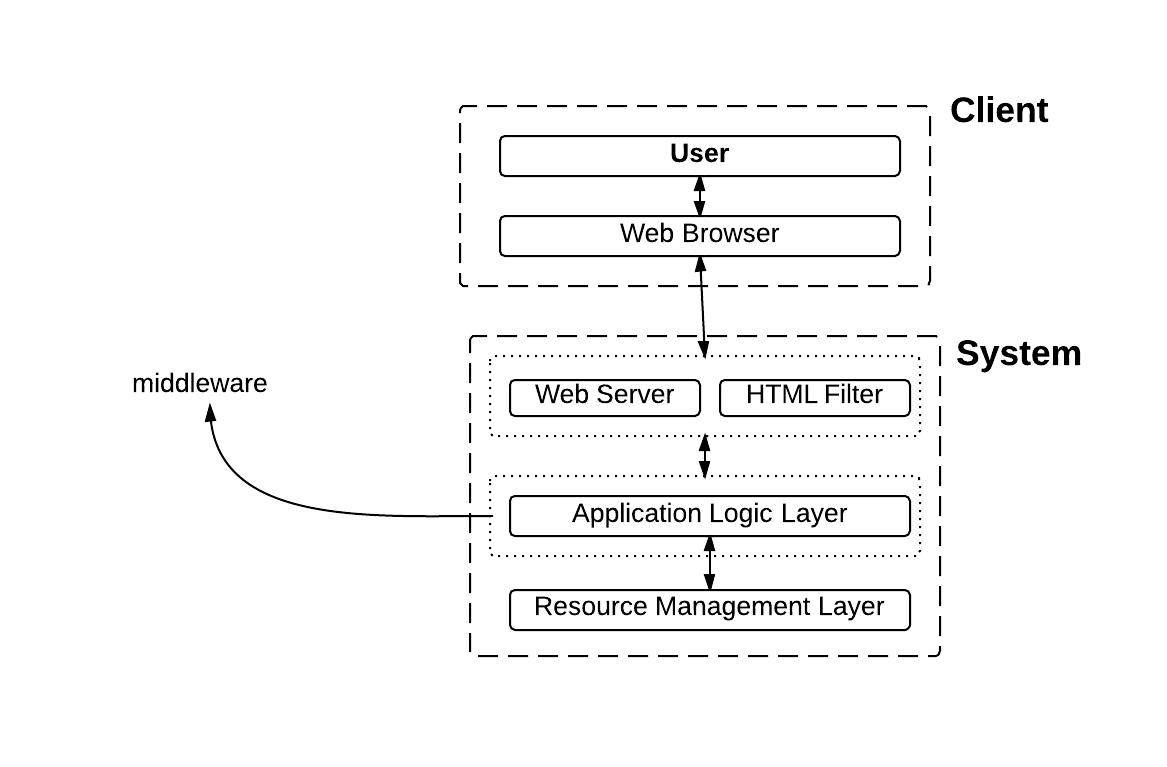 Client
User
Web Browser
System
middleware
Web Server
HTML Filter
Application Logic Layer
Resource Management Layer